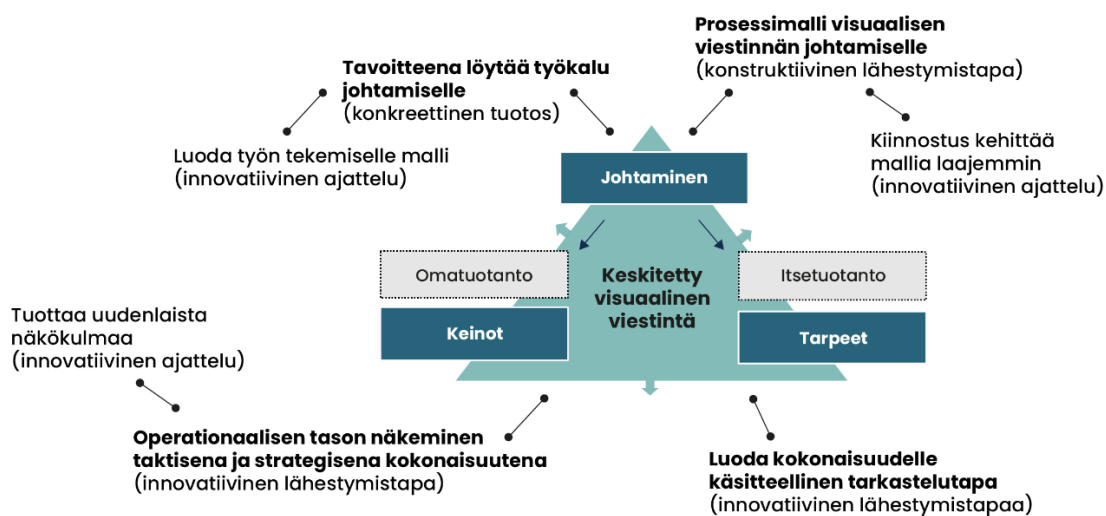 Prosessimalli visuaalisen
viestinnän johtamiselle
(konstruktiivinen lähestymistapa)
Tavoitteena löytää työkalu
johtamiselle
(konkreettinen tuotos)
Luoda työn tekemiselle malli
(innovatiivinen ajattelu)
Kiinnostus kehittää
mallia laajemmin
(innovatiivinen ajattelu)
Johtaminen
Omatuotanto
Keskitetty
visuaalinen
viestintä
Itsetuotanto
Keinot
Tarpeet
Tuottaa uudenlaista
näkökulmaa
(innovatiivinen ajattelu)
Operationaalisen tason näkeminen
taktisena ja strategisena kokonaisuutena
(innovatiivinen lähestymistapa)
Luoda kokonaisuudelle
käsitteellinen tarkastelutapa
(innovatiivinen lähestymistapaa)